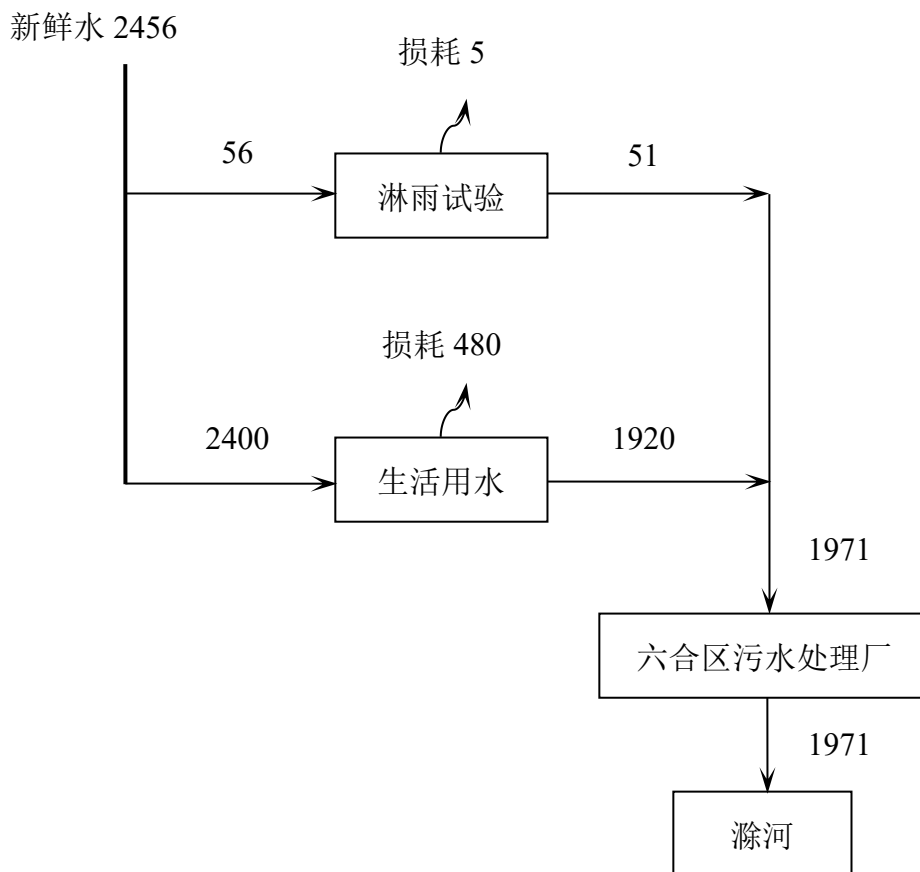 新鲜水 2456
损耗 5
56
淋雨试验
51
损耗 480
2400
生活用水
1920
1971
六合区污水处理厂
1971
滁河